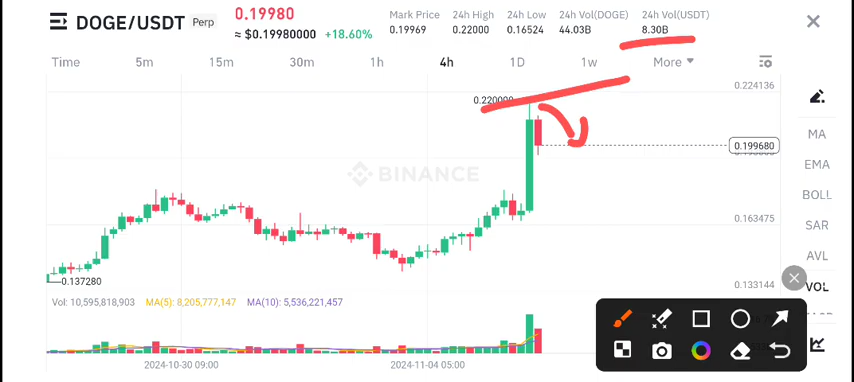 DOGE/USDT Perp
0.19980
≈ $0.19980000 +18.60%
Mark Price 24h High 24h Low 24h Vol(DOGE) 24h Vol(USDT)
0.19969 0.22000 0.16524 44.03B 8.30B
Time 5m 15m 30m 1h 4h 1D 1w More
0.224136
0.22000
0.199680
BINANCE
0.163475
0.137280
0.133144
MA
EMA
BOLL
SAR
AVL
VOL
Vol: 10,595,818,903 MA(5): 8,205,777,147 MA(10): 5,536,221,457
2024-10-30 09:00 2024-11-04 05:00